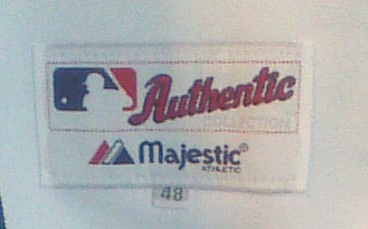 Authentic
COLLECTION
Majestic®
ATHLETIC
48